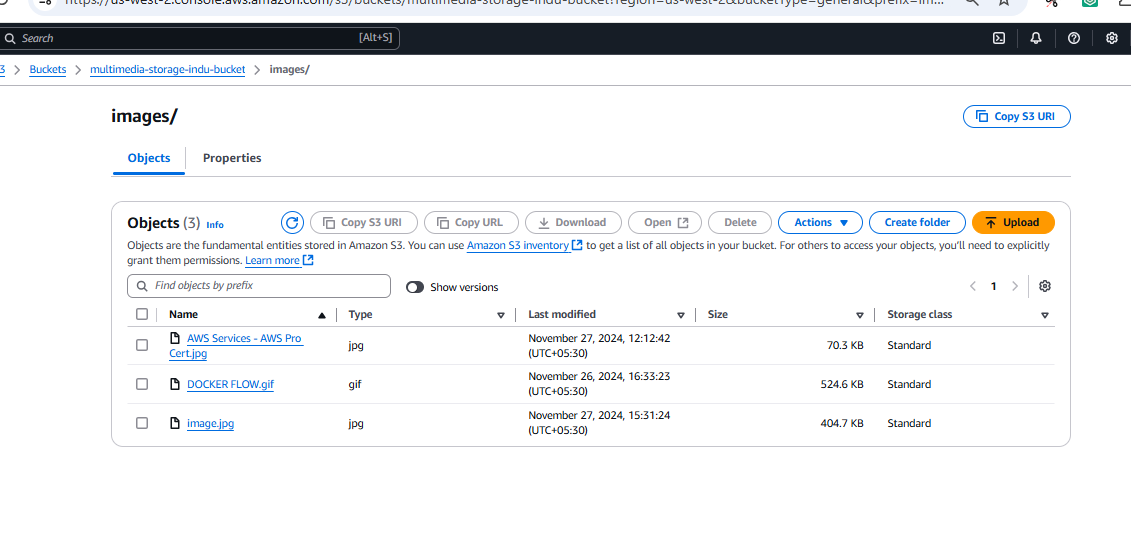 https://us-west-2.console.aws.amazon.com/s3/buckets/multimedia-storage-indu-bucket?region=us-west-2&bucketType=general&prefix=im...
Search [Alt+S]
3 > Buckets > multimedia-storage-indu-bucket > images/
images/
Copy S3 URI
Objects Properties
Objects (3) Info
Copy S3 URI Copy URL Download Open Delete Actions Create folder Upload
Objects are the fundamental entities stored in Amazon S3. You can use Amazon S3 inventory to get a list of all objects in your bucket. For others to access your objects, you'll need to explicitly
grant them permissions. Learn more
Find objects by prefix
Show versions
1
Name Type Last modified Size Storage class
AWS Services - AWS Pro
Cert.jpg
jpg
November 27, 2024, 12:12:42
(UTC+05:30)
70.3 KB
Standard
DOCKER FLOW.gif
gif
November 26, 2024, 16:33:23
(UTC+05:30)
524.6 KB
Standard
image.jpg
jpg
November 27, 2024, 15:31:24
(UTC+05:30)
404.7 KB
Standard